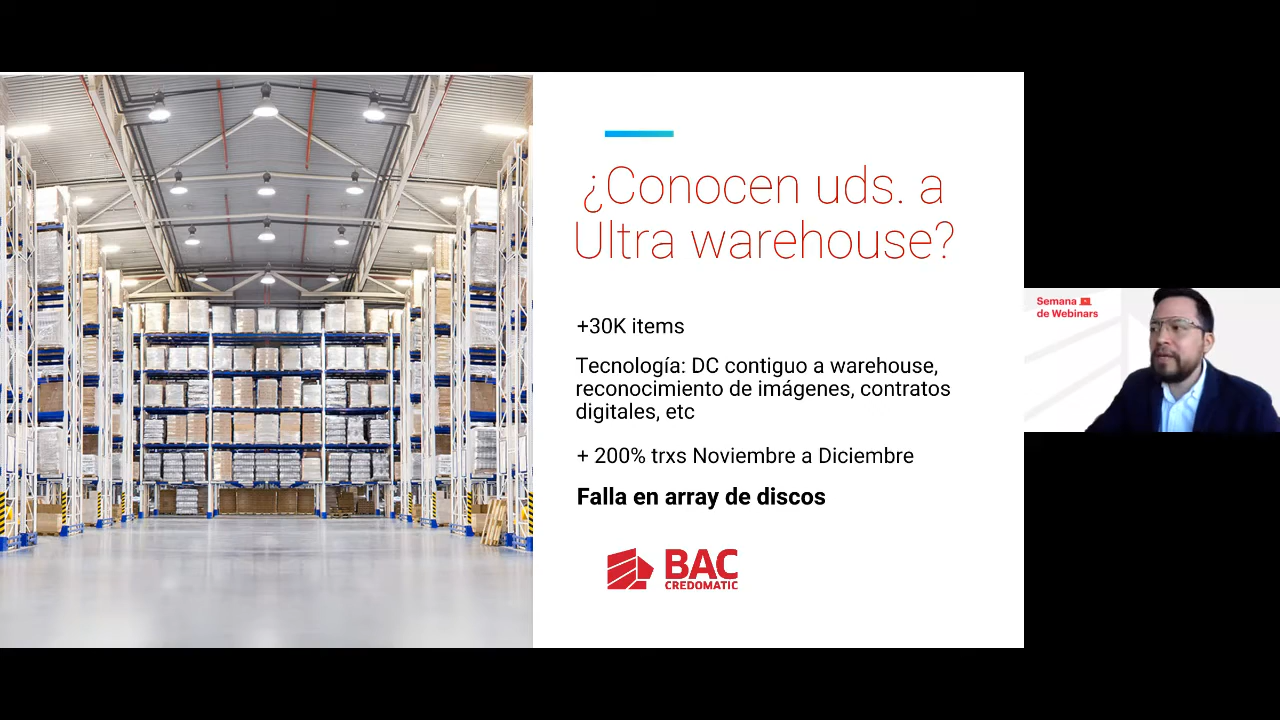 ¿Conocen uds. a
Ultra warehouse?
+30K items
Tecnología: DC contiguo a warehouse,
reconocimiento de imágenes, contratos
digitales, etc
+ 200% trxs Noviembre a Diciembre
Falla en array de discos
BAC
CREDOMATIC
Semana
de Webinars